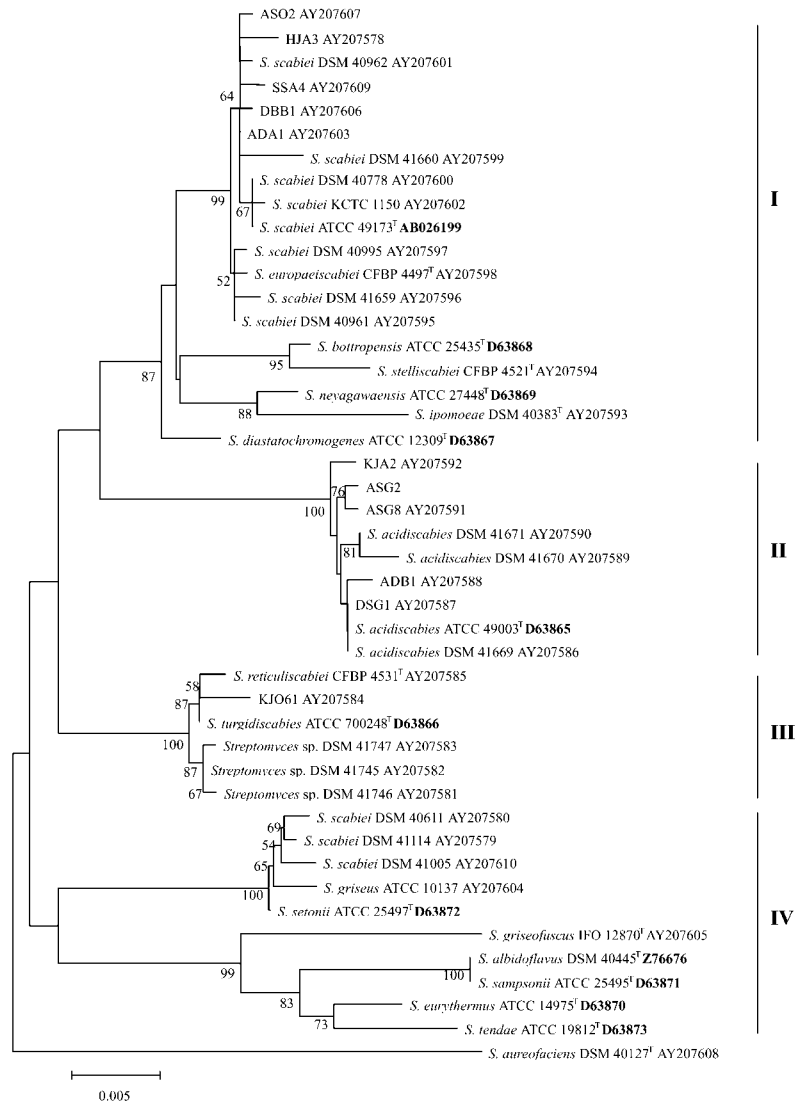 ASO2 AY207607
HJA3 AY207578
S. scabiei DSM 40962 AY207601
SSA4 AY207609
64
DBB1 AY207606
ADA1 AY207603
S. scabiei DSM 41660 AY207599
S. scabiei DSM 40778 AY207600
99
67
S. scabiei KCTC 1150 AY207602
I
S. scabiei ATCC 49173T AB026199
S. scabiei DSM 40995 AY207597
S. europaeiscabiei CFBP 4497T AY207598
52
S. scabiei DSM 41659 AY207596
S. scabiei DSM 40961 AY207595
S. bottropensis ATCC 25435T D63868
95
S. stelliscabiei CFBP 4521T AY207594
87
S. neyagawaensis ATCC 27448T D63869
88
S. ipomoeae DSM 40383T AY207593
S. diastatochromogenes ATCC 12309T D63867
KJA2 AY207592
76
ASG2
100
ASG8 AY207591
S. acidiscabies DSM 41671 AY207590
81
S. acidiscabies DSM 41670 AY207589
II
ADB1 AY207588
DSG1 AY207587
S. acidiscabies ATCC 49003T D63865
S. acidiscabies DSM 41669 AY207586
S. reticuliscabiei CFBP 4531T AY207585
58
87
KJO61 AY207584
S. turgidiscabies ATCC 700248T D63866
III
100
Streptomyces sp. DSM 41747 AY207583
87
Streptomyces sp. DSM 41745 AY207582
67
Streptomyces sp. DSM 41746 AY207581
S. scabiei DSM 40611 AY207580
69
54
S. scabiei DSM 41114 AY207579
65
S. scabiei DSM 41005 AY207610
100
S. griseus ATCC 10137 AY207604
S. setonii ATCC 25497T D63872
IV
S. griseofuscus IFO 12870T AY207605
99
S. albidoflavus DSM 40445T Z76676
100
S. sampsonii ATCC 25495T D63871
83
S. eurythermus ATCC 14975T D63870
73
S. tendae ATCC 19812T D63873
S. aureofaciens DSM 40127T AY207608
0.005